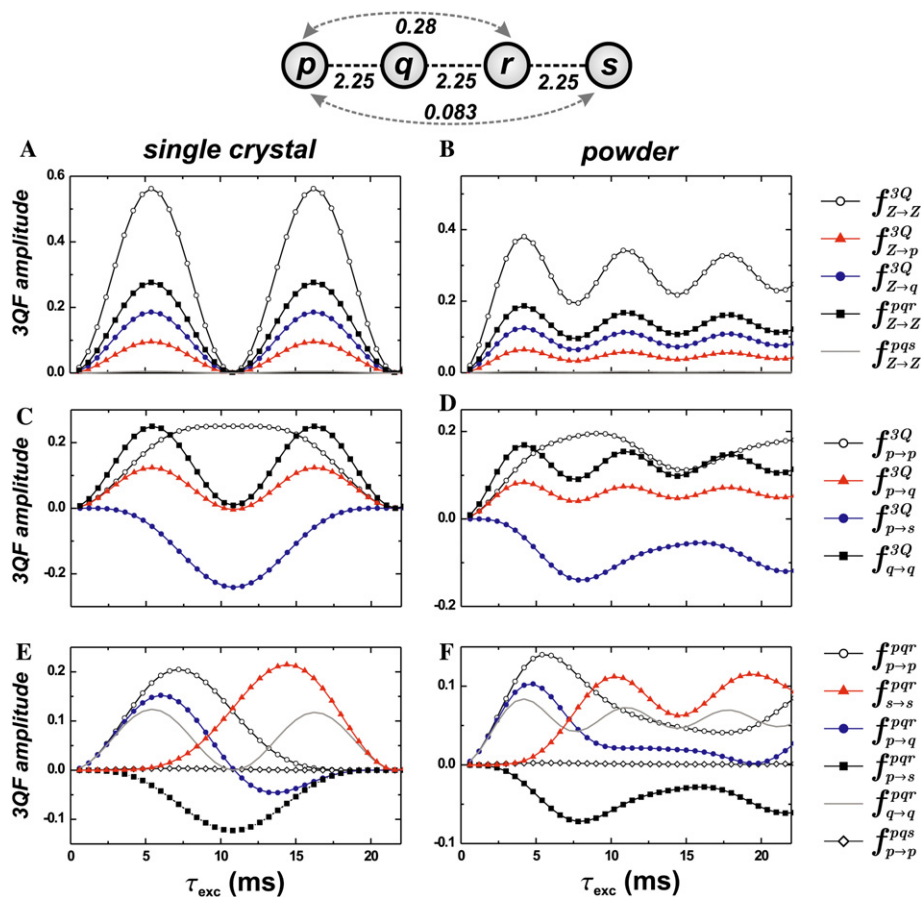 0.28
p q r s
2.25 2.25 2.25
0.083
A single crystal
B powder
3QF amplitude
0.6
0.4
0.2
0.0
0.4
0.2
0.0
f^{3Q}_{Z→Z}
f^{3Q}_{Z→p}
f^{3Q}_{Z→q}
f^{pqr}_{Z→Z}
f^{pqs}_{Z→Z}
C
D
3QF amplitude
0.2
0.0
-0.2
0.2
0.0
-0.2
f^{3Q}_{p→p}
f^{3Q}_{p→q}
f^{3Q}_{p→s}
f^{3Q}_{q→q}
E
F
3QF amplitude
0.2
0.1
0.0
-0.1
0.1
0.0
-0.1
f^{pqr}_{p→p}
f^{pqr}_{s→s}
f^{pqr}_{p→q}
f^{pqr}_{p→s}
f^{pqr}_{q→q}
f^{pqs}_{p→p}
0 5 10 15 20
0 5 10 15 20
τ_{exc} (ms)
τ_{exc} (ms)